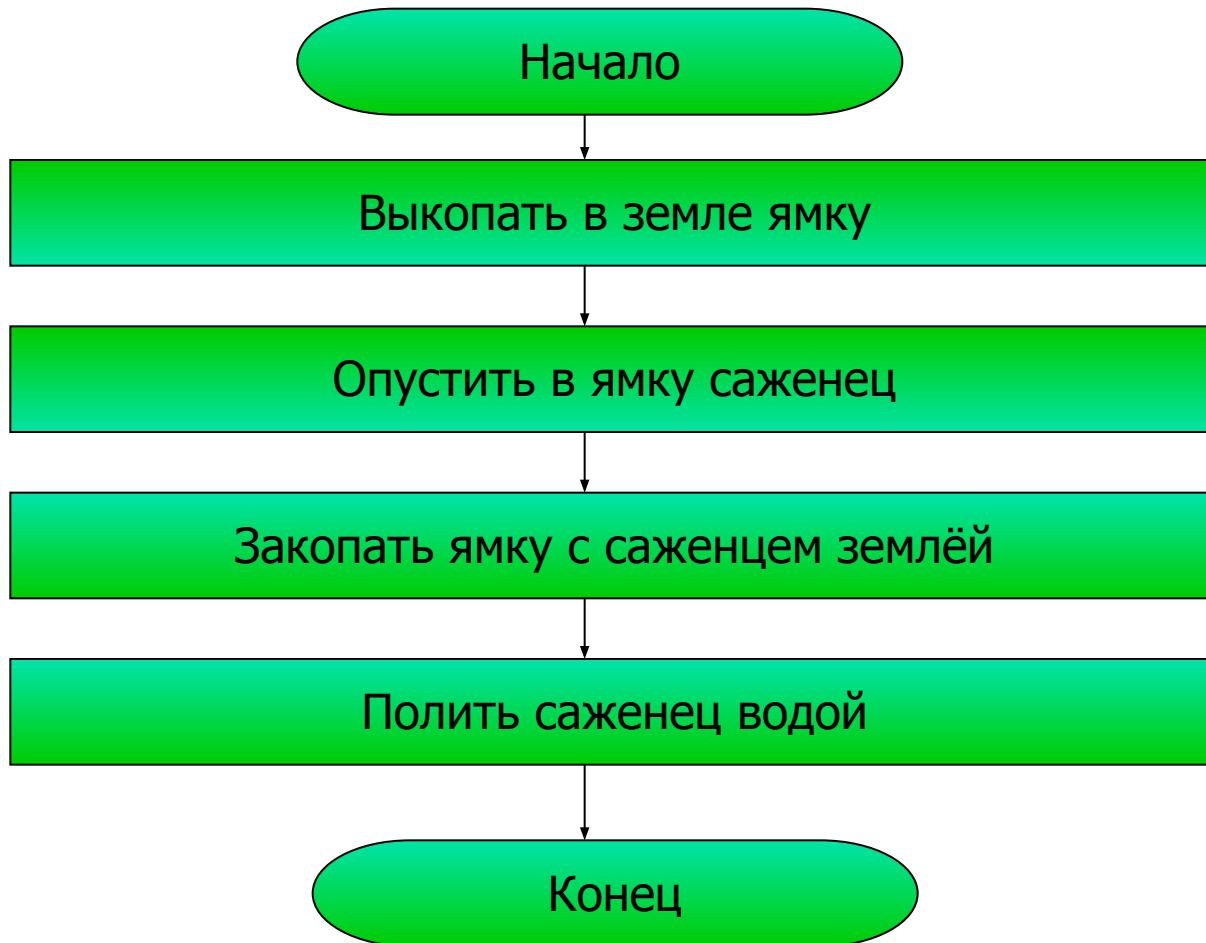 Начало
Выкопать в земле ямку
Опустить в ямку саженец
Закопать ямку с саженцем землёй
Полить саженец водой
Конец